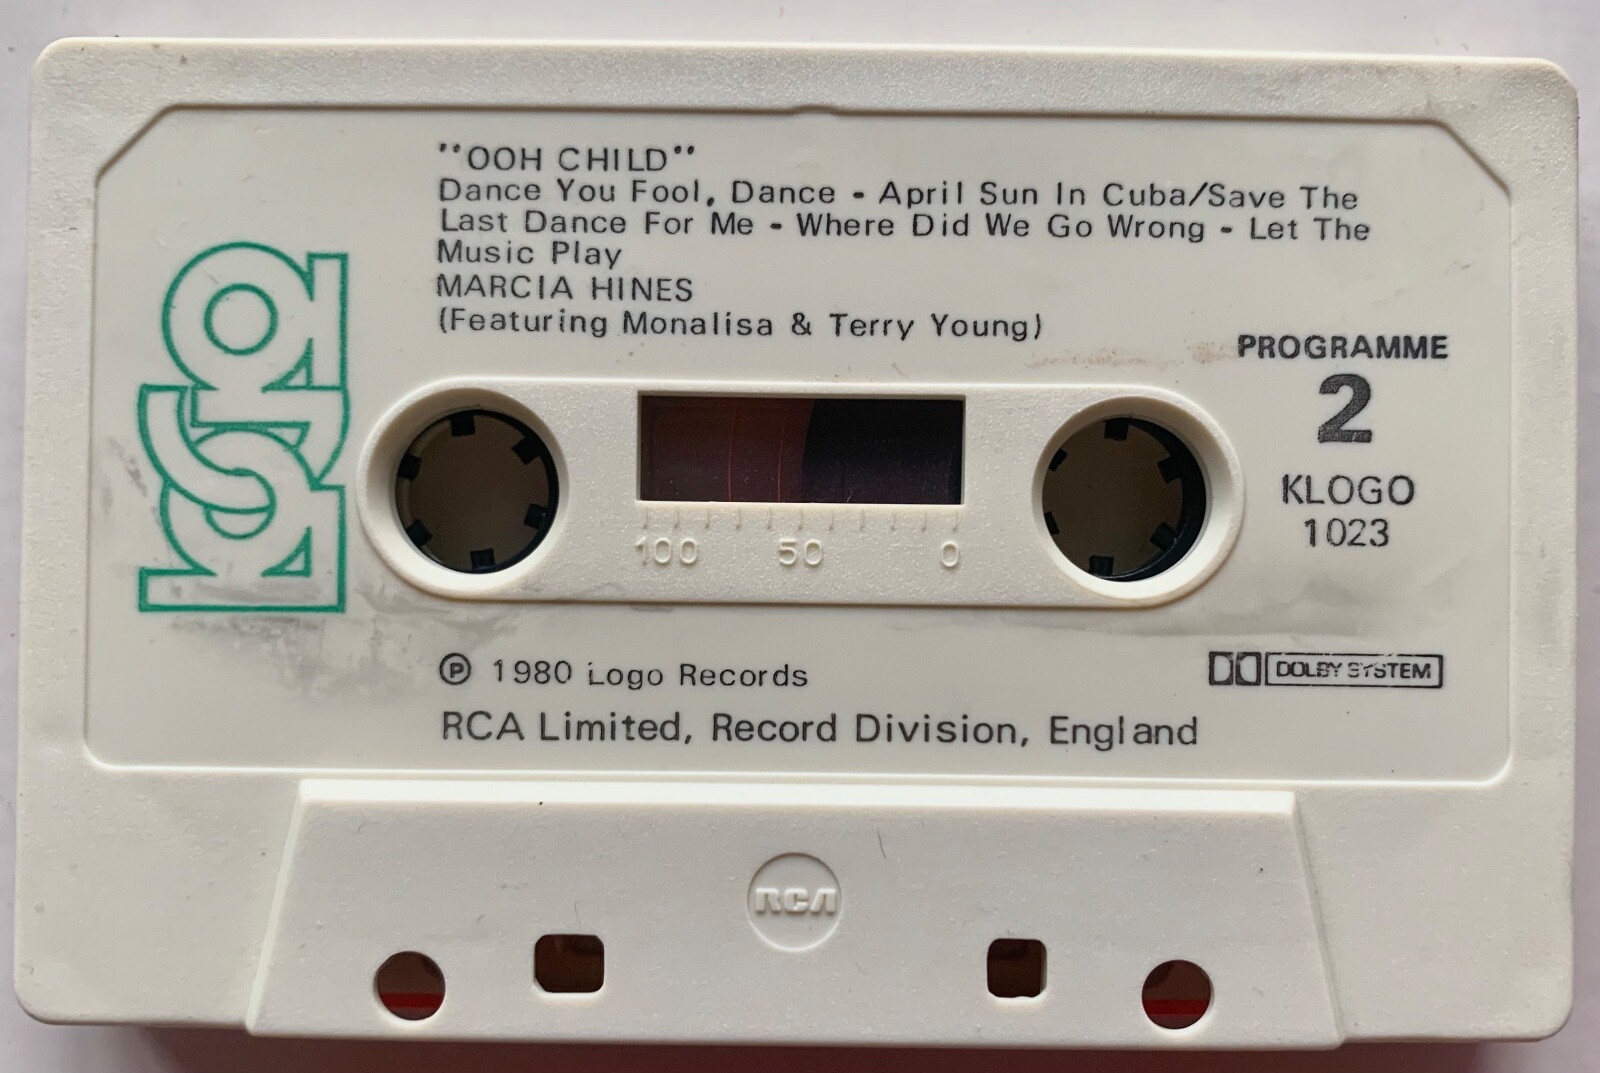 "OOH CHILD"
Dance You Fool, Dance - April Sun In Cuba/Save The
Last Dance For Me - Where Did We Go Wrong - Let The
Music Play
MARCIA HINES
(Featuring Monalisa & Terry Young)
PROGRAMME
2
KLOGO
1023
logo
100 50 0
℗ 1980 Logo Records
DOLBY SYSTEM
RCA Limited, Record Division, England
RCA